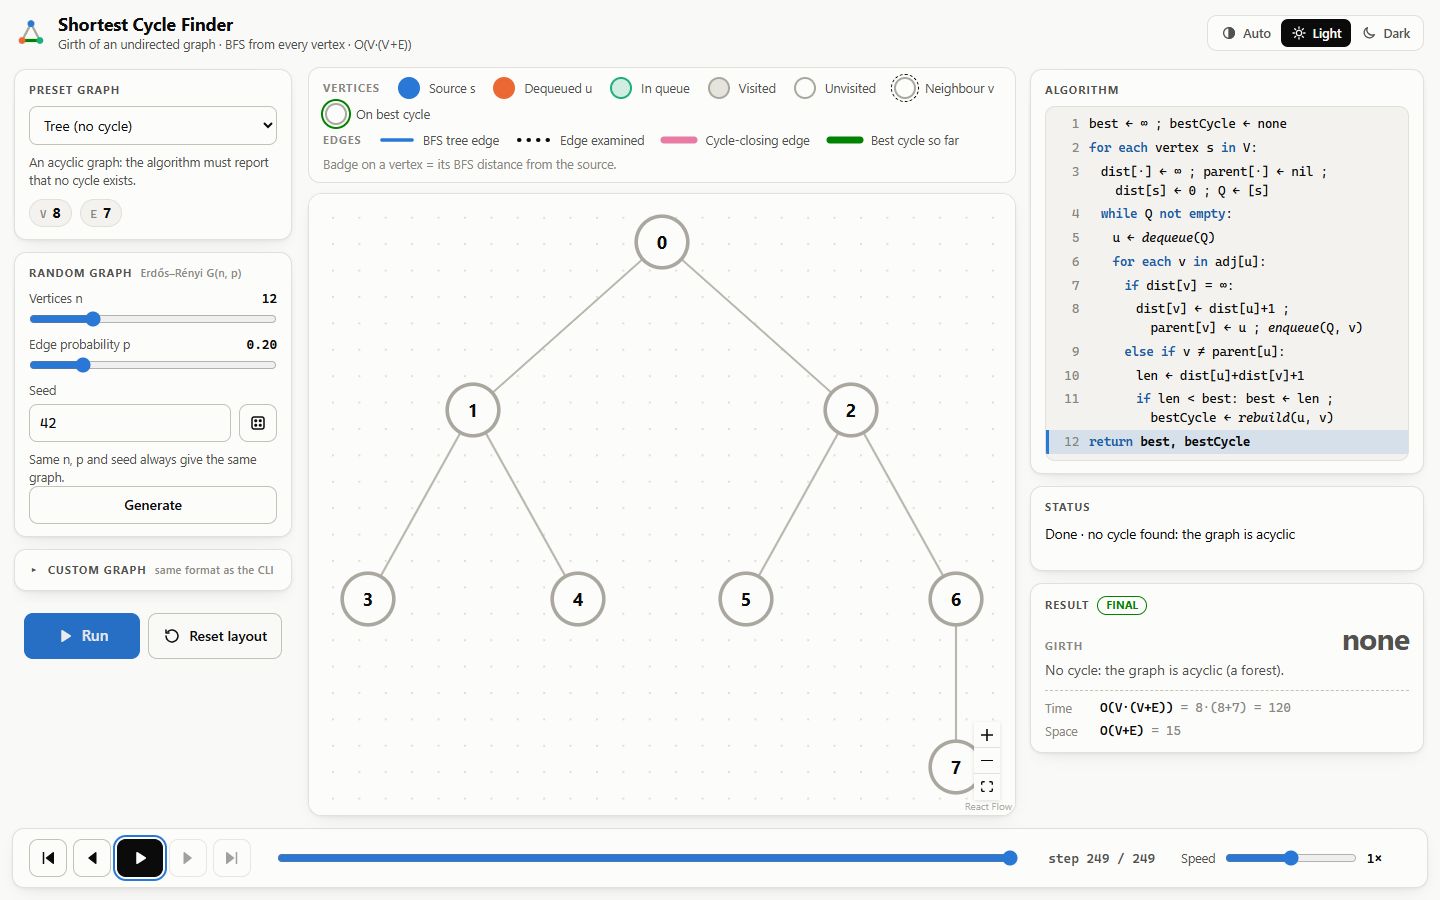 Shortest Cycle Finder
Girth of an undirected graph · BFS from every vertex · O(V·(V+E))
Auto
Light
Dark
PRESET GRAPH
Tree (no cycle)
An acyclic graph: the algorithm must report
that no cycle exists.
V 8
E 7
RANDOM GRAPH Erdős–Rényi G(n, p)
Vertices n 12
Edge probability p 0.20
Seed
42
Same n, p and seed always give the same
graph.
Generate
CUSTOM GRAPH same format as the CLI
Run
Reset layout
VERTICES Source s Dequeued u In queue Visited Unvisited Neighbour v
On best cycle
EDGES BFS tree edge Edge examined Cycle-closing edge Best cycle so far
Badge on a vertex = its BFS distance from the source.
0
1
2
3
4
5
6
7
React Flow
ALGORITHM
1 best ← ∞ ; bestCycle ← none
2 for each vertex s in V:
3 dist[·] ← ∞ ; parent[·] ← nil ;
dist[s] ← 0 ; Q ← [s]
4 while Q not empty:
5 u ← dequeue(Q)
6 for each v in adj[u]:
7 if dist[v] = ∞:
8 dist[v] ← dist[u]+1 ;
parent[v] ← u ; enqueue(Q, v)
9 else if v ≠ parent[u]:
10 len ← dist[u]+dist[v]+1
11 if len < best: best ← len ;
bestCycle ← rebuild(u, v)
12 return best, bestCycle
STATUS
Done · no cycle found: the graph is acyclic
RESULT FINAL
GIRTH none
No cycle: the graph is acyclic (a forest).
Time O(V·(V+E)) = 8·(8+7) = 120
Space O(V+E) = 15
step 249 / 249
Speed 1×